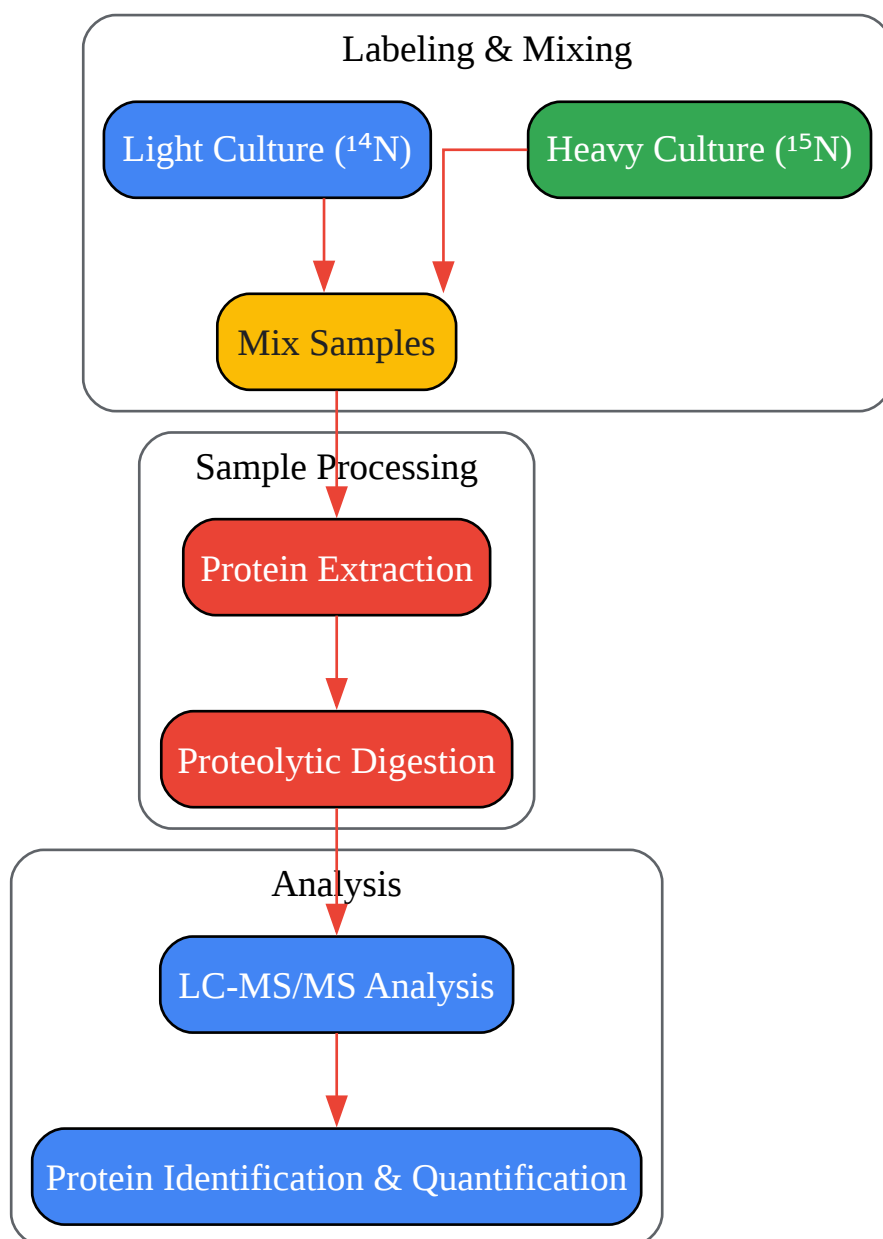 Labeling & Mixing
Light Culture (¹⁴N)
Heavy Culture (¹⁵N)
Mix Samples
Sample Processing
Protein Extraction
Proteolytic Digestion
Analysis
LC-MS/MS Analysis
Protein Identification & Quantification